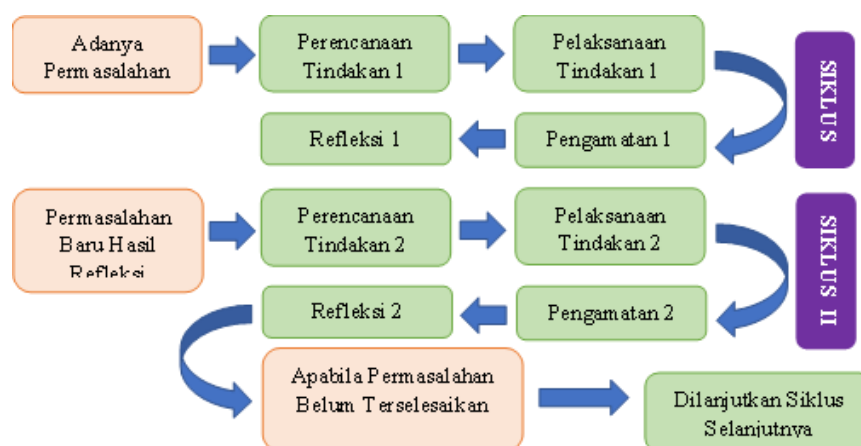 Adanya
Permasalahan
Perencanaan
Tindakan 1
Pelaksanaan
Tindakan 1
SIKLUS
Refleksi 1
Pengamatan 1
Permasalahan
Baru Hasil
Refleksi
Perencanaan
Tindakan 2
Pelaksanaan
Tindakan 2
SIKLUS II
Refleksi 2
Pengamatan 2
Apabila Permasalahan
Belum Terselesaikan
Dilanjutkan Siklus
Selanjutnya